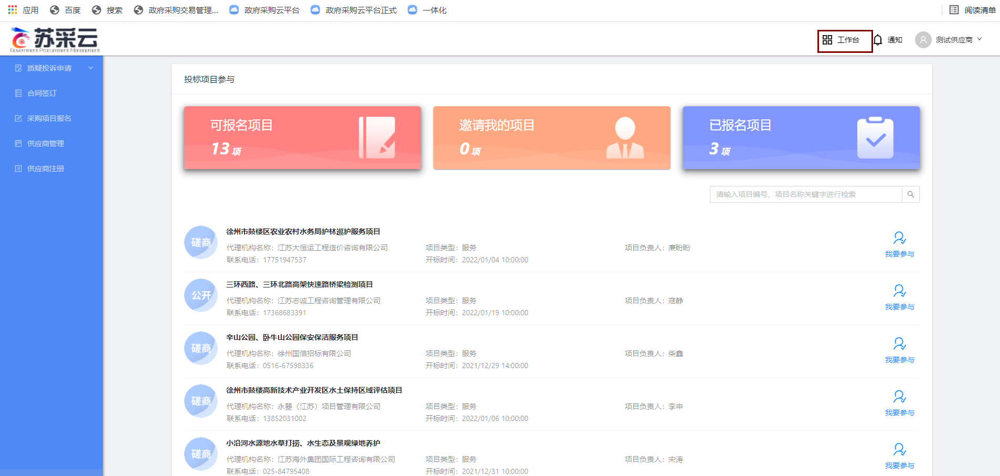 应用 百度 搜索 政府采购交易管理... 政府采购云平台 政府采购云平台正式 一体化 阅读清单
苏采云
Government Procurement Management
工作台 通知 测试供应商
质疑投诉申请
合同签订
采购项目报名
供应商管理
供应商注册
投标项目参与
可报名项目
13 项
邀请我的项目
0 项
已报名项目
3 项
请输入项目编号、项目名称关键字进行检索
磋商
徐州市鼓楼区农业农村水务局护林巡护服务项目
代理机构名称：江苏大恒运工程造价咨询有限公司 项目类型：服务 项目负责人：廉盼盼
联系电话：17751947537 开标时间：2022/01/04 10:00:00
我要参与
公开
三环西路、三环北路高架快速路桥梁检测项目
代理机构名称：江苏志诚工程咨询管理有限公司 项目类型：服务 项目负责人：寇静
联系电话：17368683391 开标时间：2022/01/19 10:00:00
我要参与
磋商
辛山公园、卧牛山公园保安保洁服务项目
代理机构名称：徐州国信招标有限公司 项目类型：服务 项目负责人：柴鑫
联系电话：0516-67598336 开标时间：2021/12/29 14:00:00
我要参与
磋商
徐州市鼓楼高新技术产业开发区水土保持区域评估项目
代理机构名称：永曌（江苏）项目管理有限公司 项目类型：服务 项目负责人：李申
联系电话：13852031002 开标时间：2022/01/06 10:00:00
我要参与
磋商
小沿河水源地水草打捞、水生态及景观绿地养护
代理机构名称：江苏海外集团国际工程咨询有限公司 项目类型：服务 项目负责人：宋涛
联系电话：025-84795408 开标时间：2021/12/31 10:00:00
我要参与